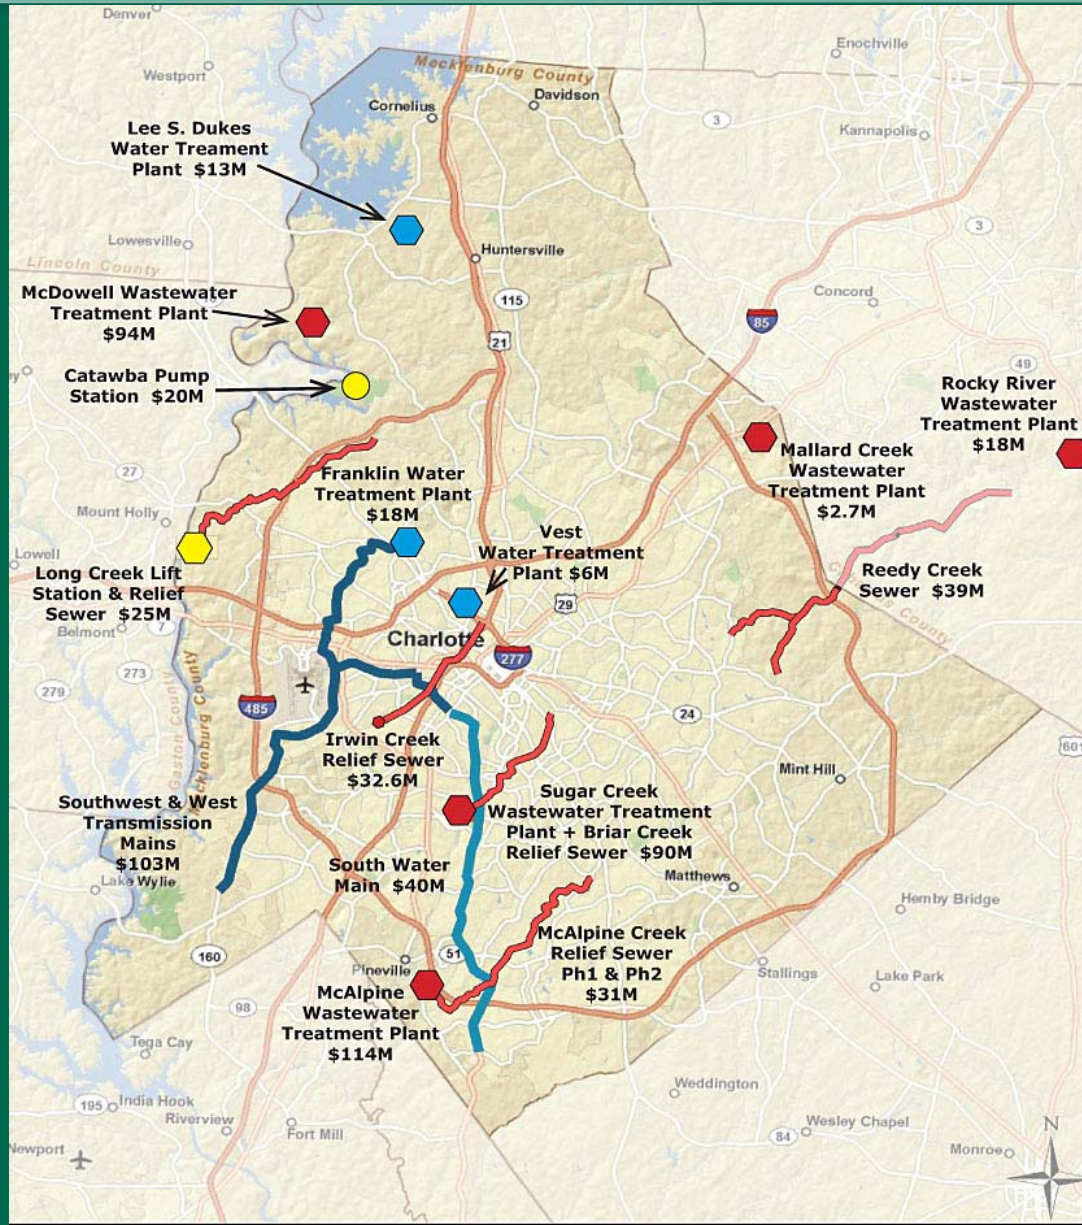 Denver
Enochville
Westport
Mecklenburg County
Cornelius
Davidson
3
Kannapolis
Lee S. Dukes
Water Treament
Plant $13M
Lowesville
3
Huntersville
Lincoln County
McDowell Wastewater
Treatment Plant
$94M
115
Concord
85
21
Catawba Pump
Station $20M
49
Rocky River
Wastewater
Treatment Plant
$18M
Mallard Creek
Wastewater
Treatment Plant
$2.7M
27
Franklin Water
Treatment Plant
$18M
Mount Holly
Vest
Water Treatment
Plant $6M
Lowell
Long Creek Lift
Station & Relief
Sewer $25M
Reedy Creek
Sewer $39M
29
County
Belmont
7
Charlotte
277
273
279
Gaston County
Mecklenburg County
485
24
601
Irwin Creek
Relief Sewer
$32.6M
Mint Hill
Southwest & West
Transmission
Mains
$103M
Sugar Creek
Wastewater Treatment
Plant + Briar Creek
Relief Sewer $90M
Lake Wylie
South Water
Main $40M
Matthews
Hemby Bridge
McAlpine Creek
Relief Sewer
Ph1 & Ph2
$31M
160
51
Pineville
Stallings
Lake Park
McAlpine
Wastewater
Treatment Plant
$114M
98
Tega Cay
Weddington
195
India Hook
Riverview
Fort Mill
Wesley Chapel
84
N
Newport
Monroe